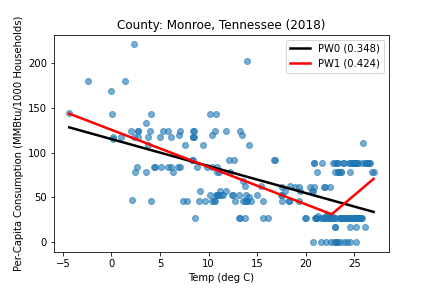 County: Monroe, Tennessee (2018)
PW0 (0.348)
PW1 (0.424)
Per-Capita Consumption (MMBtu/1000 Households)
200
150
100
50
0
-5
0
5
10
15
20
25
Temp (deg C)